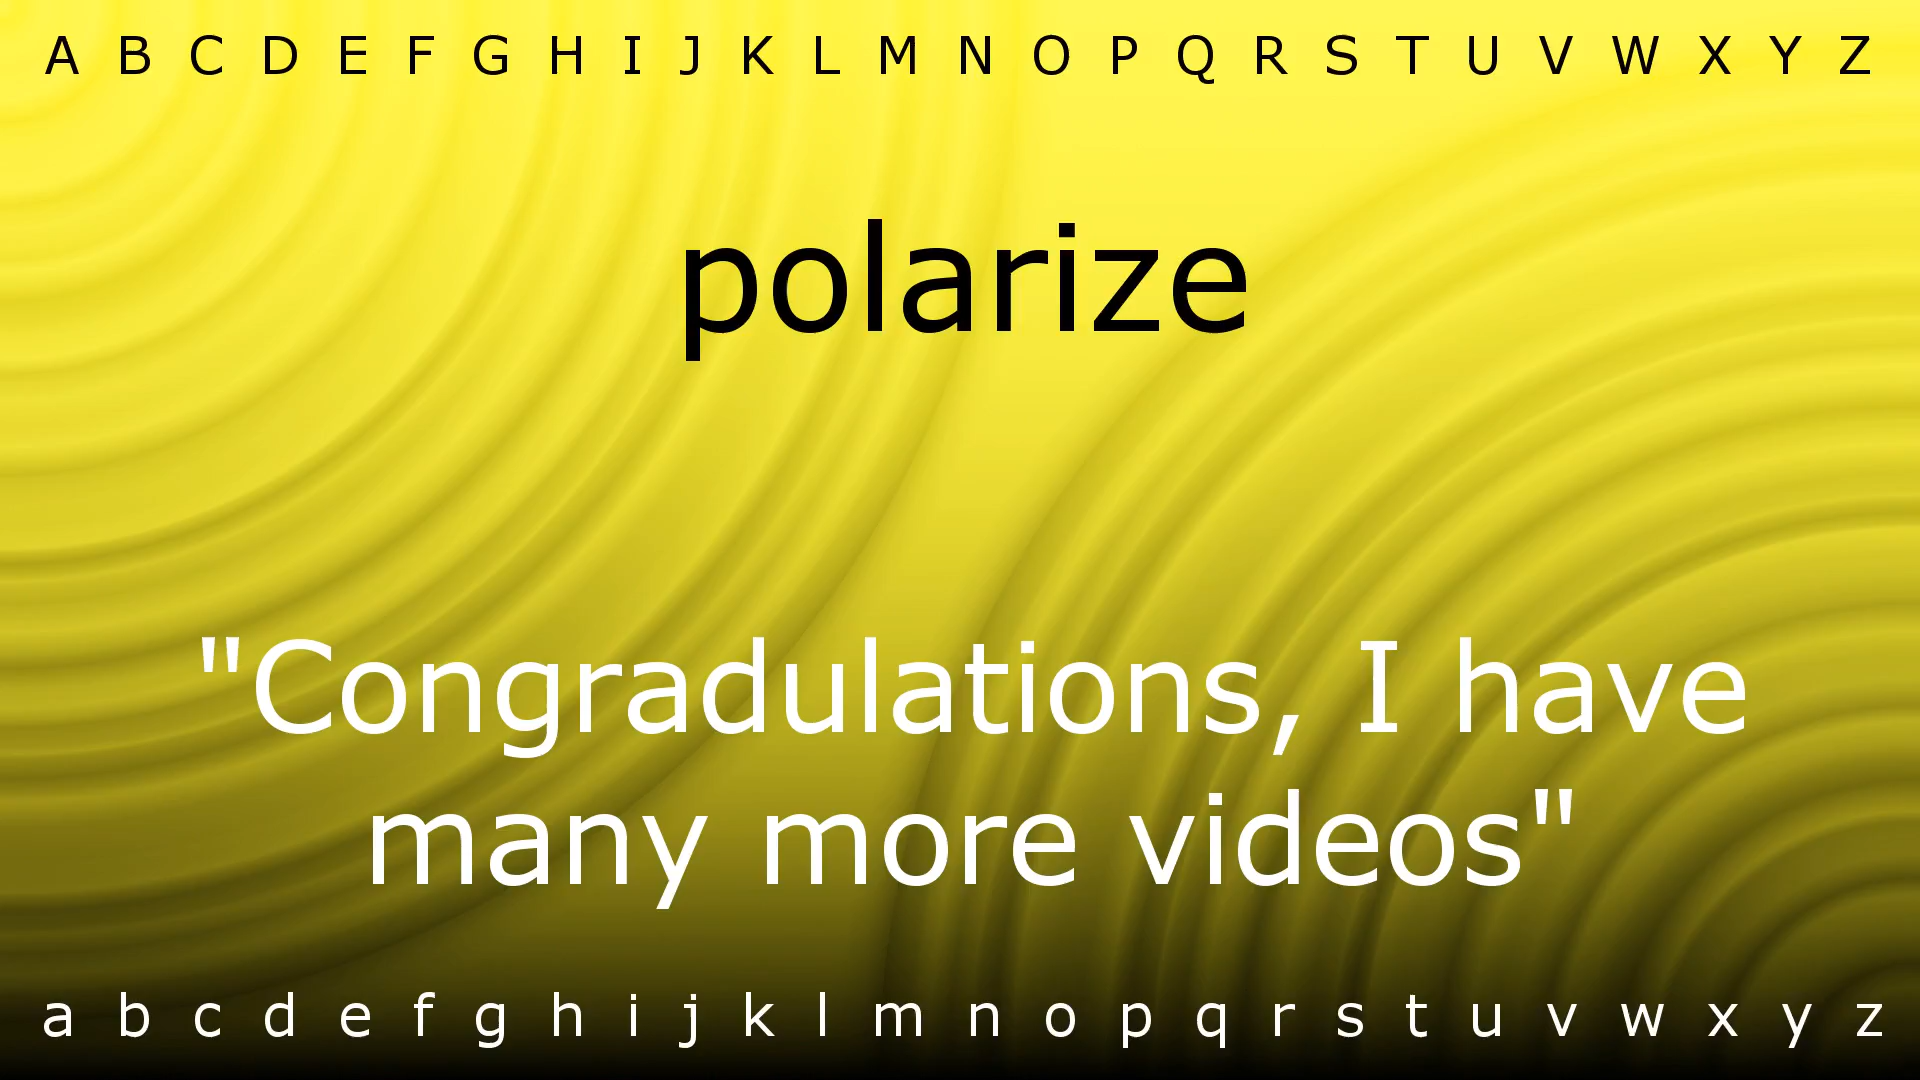 A B C D E F G H I J K L M N O P Q R S T U V W X Y Z
polarize
"Congradulations, I have
many more videos"
a b c d e f g h i j k l m n o p q r s t u v w x y z